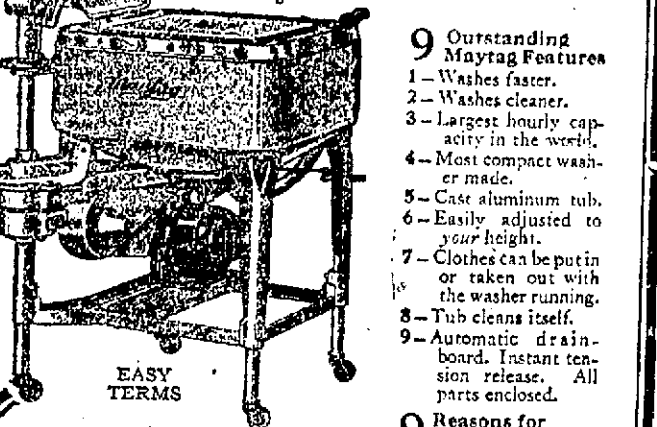 9 Outstanding
Maytag Features
1 – Washes faster.
2 – Washes cleaner.
3 – Largest hourly cap-
acity in the world.
4 – Most compact wash-
er made.
5 – Cast aluminum tub.
6 – Easily adjusted to
your height.
7 – Clothes can be put in
or taken out with
the washer running.
8 – Tub cleans itself.
9 – Automatic drain-
board. Instant ten-
sion release. All
parts enclosed.
EASY
TERMS
9 Reasons for